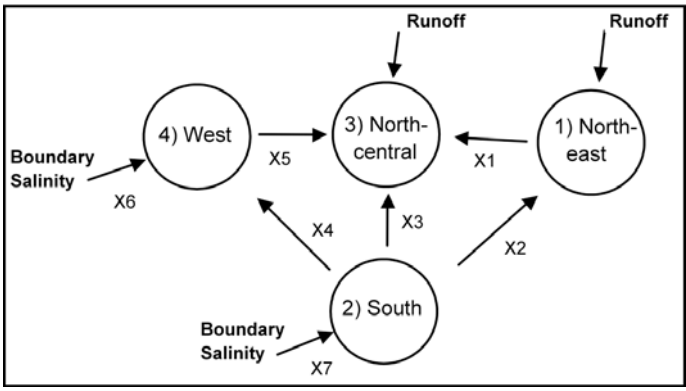 Runoff
Runoff
4) West
3) North-
central
1) North-
east
X5
X1
Boundary
Salinity
X6
X4
X3
X2
2) South
Boundary
Salinity
X7